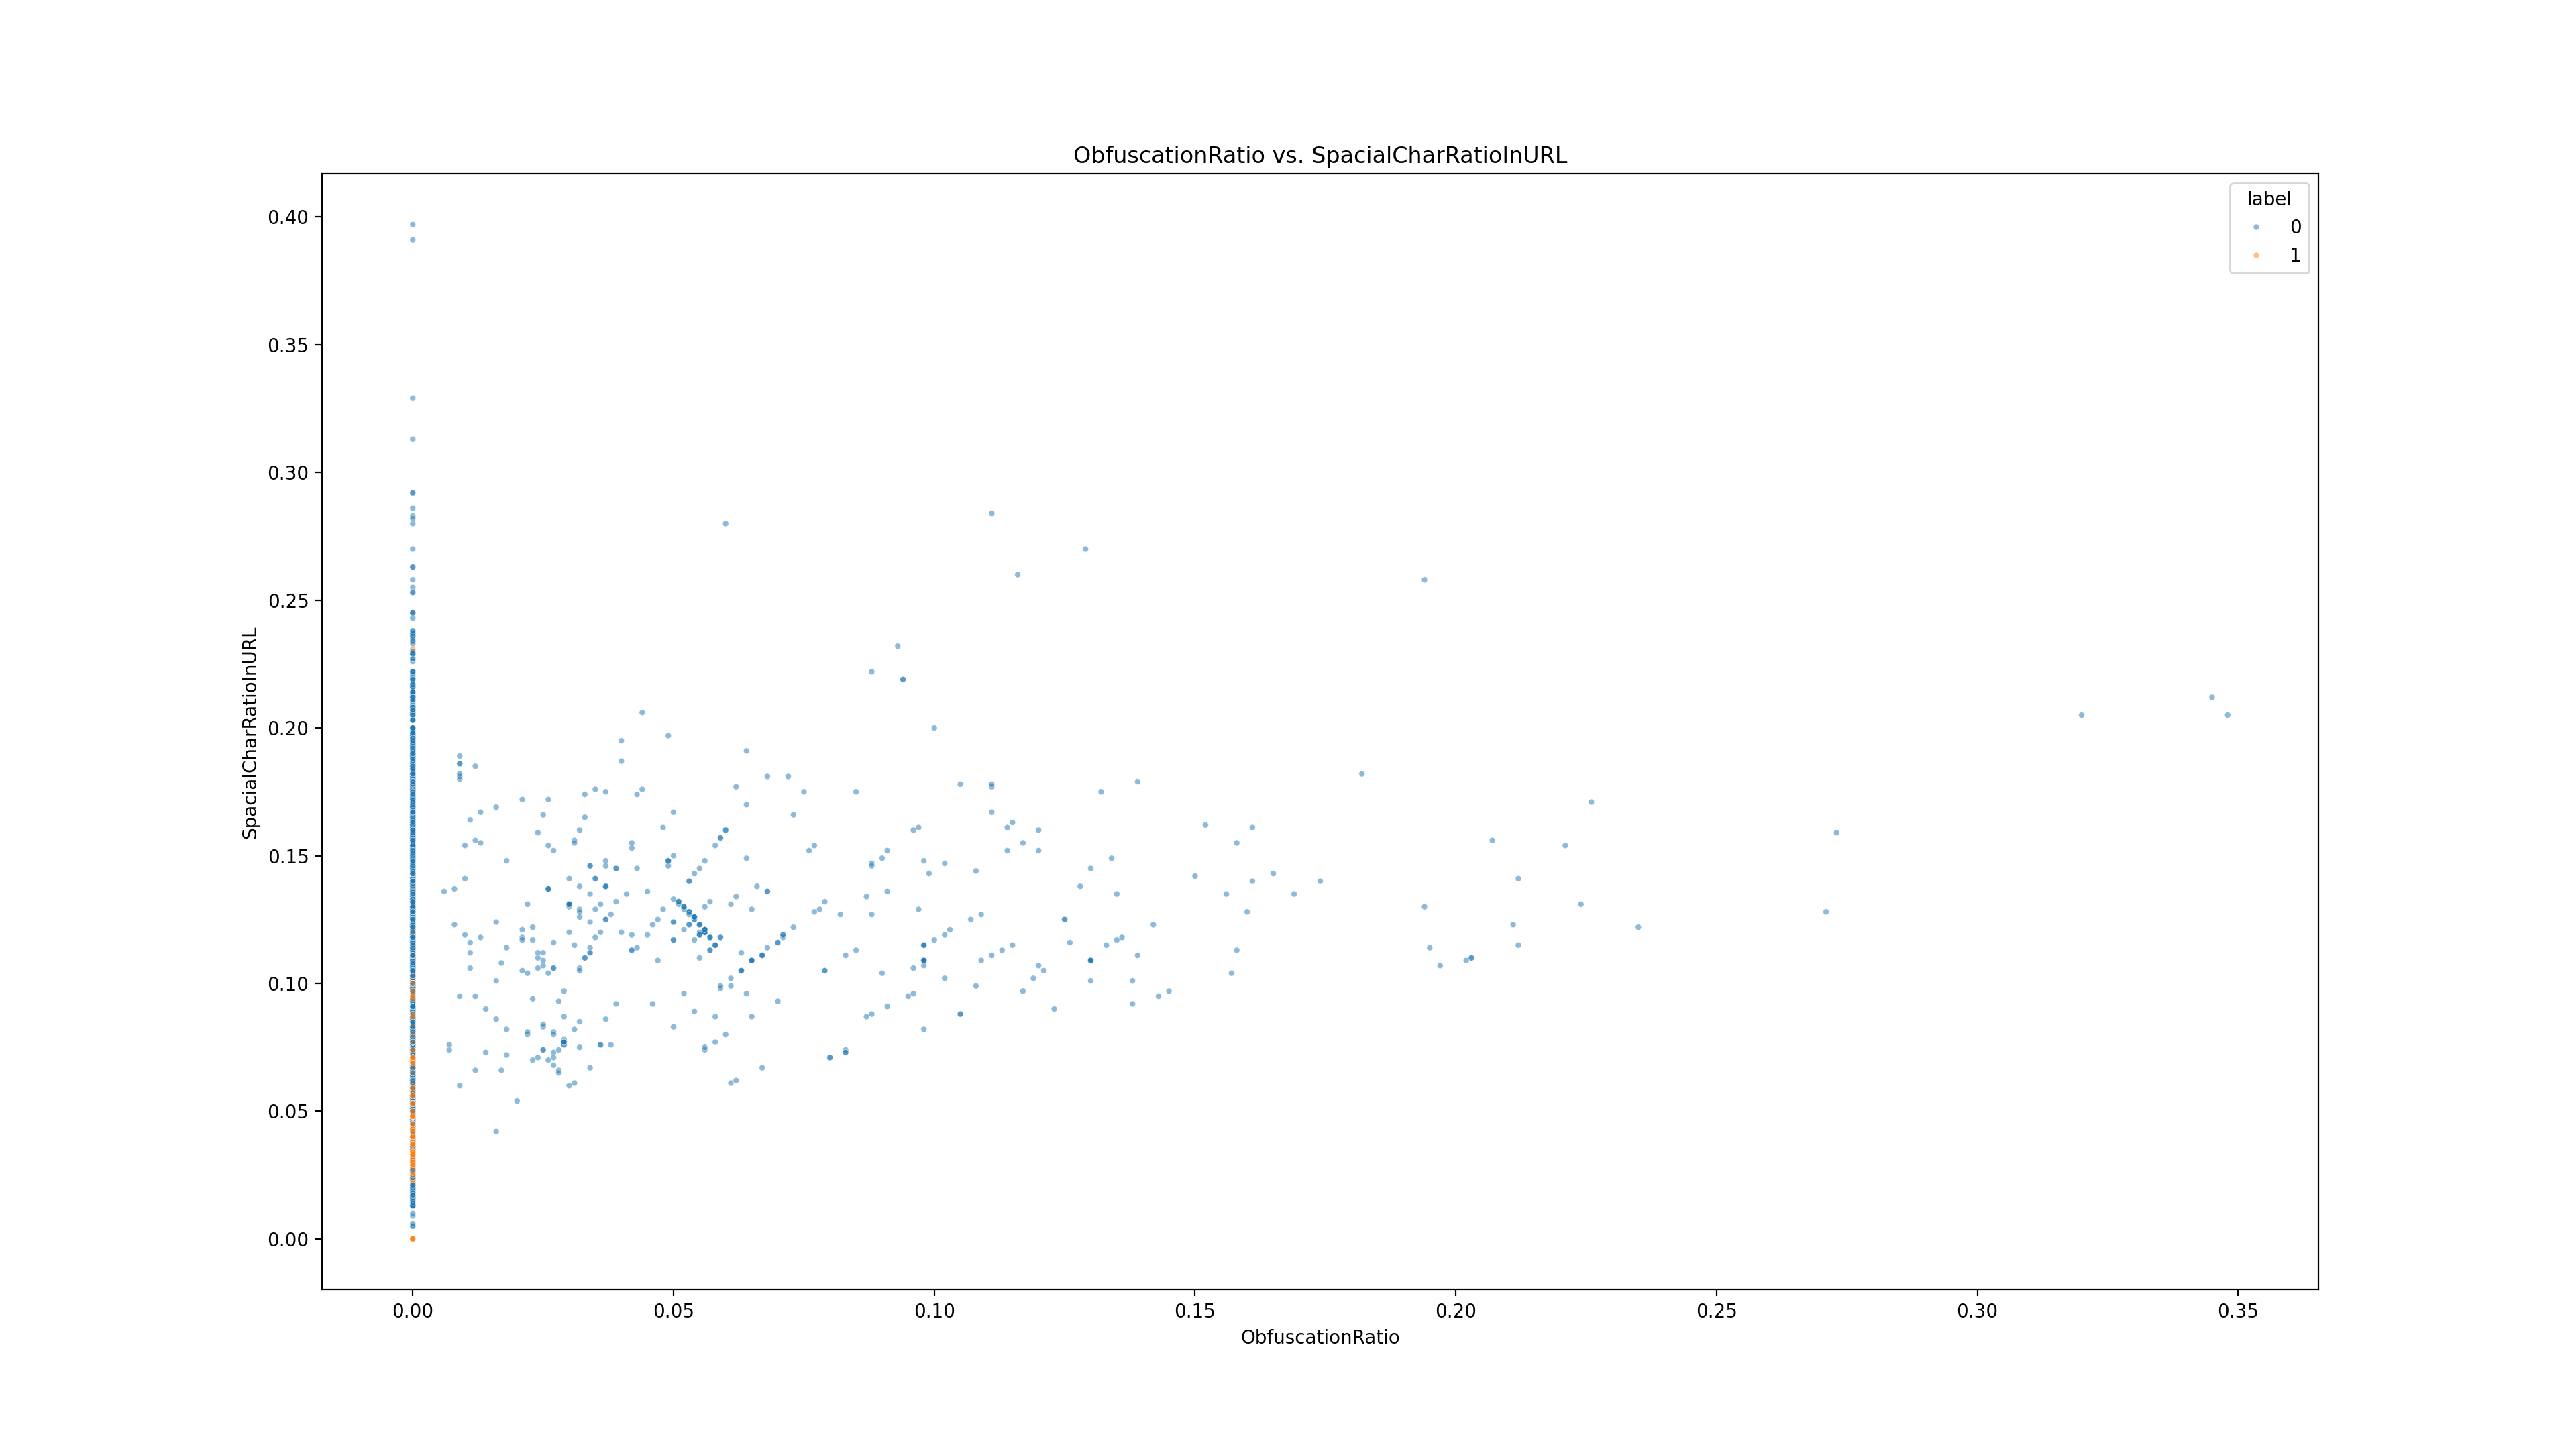 ObfuscationRatio vs. SpacialCharRatioInURL
label
0
1
0.40
0.35
0.30
0.25
0.20
0.15
0.10
0.05
0.00
SpacialCharRatioInURL
0.00 0.05 0.10 0.15 0.20 0.25 0.30 0.35
ObfuscationRatio